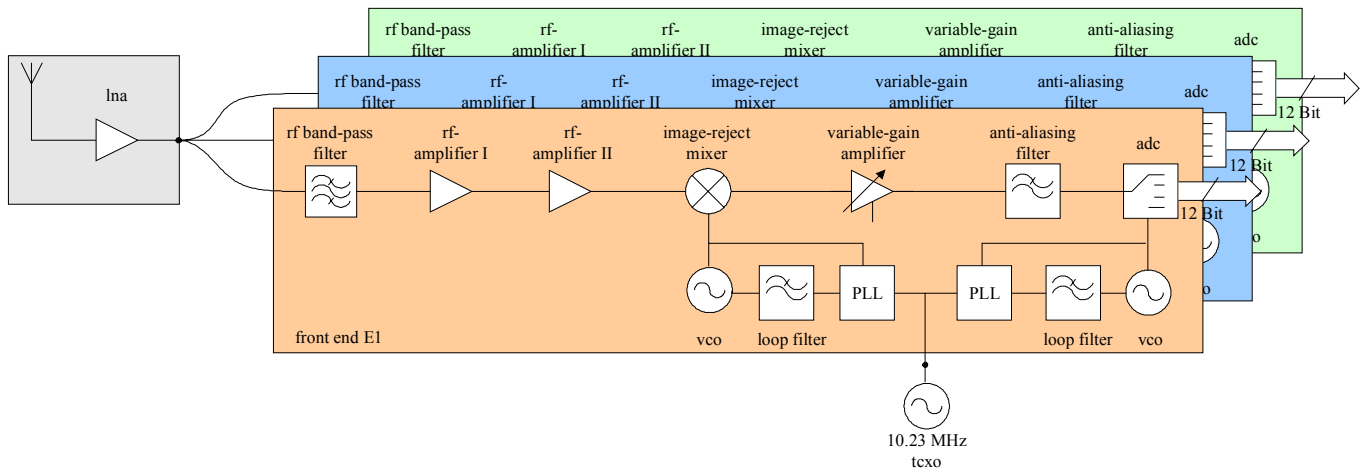 rf band-pass
filter
rf-
amplifier I
rf-
amplifier II
image-reject
mixer
variable-gain
amplifier
anti-aliasing
filter
adc
12 Bit
rf band-pass
filter
rf-
amplifier I
rf-
amplifier II
image-reject
mixer
variable-gain
amplifier
anti-aliasing
filter
adc
12 Bit
o
lna
rf band-pass
filter
rf-
amplifier I
rf-
amplifier II
image-reject
mixer
variable-gain
amplifier
anti-aliasing
filter
adc
12 Bit
o
PLL
PLL
front end E1
vco
loop filter
loop filter
vco
10.23 MHz
tcxo